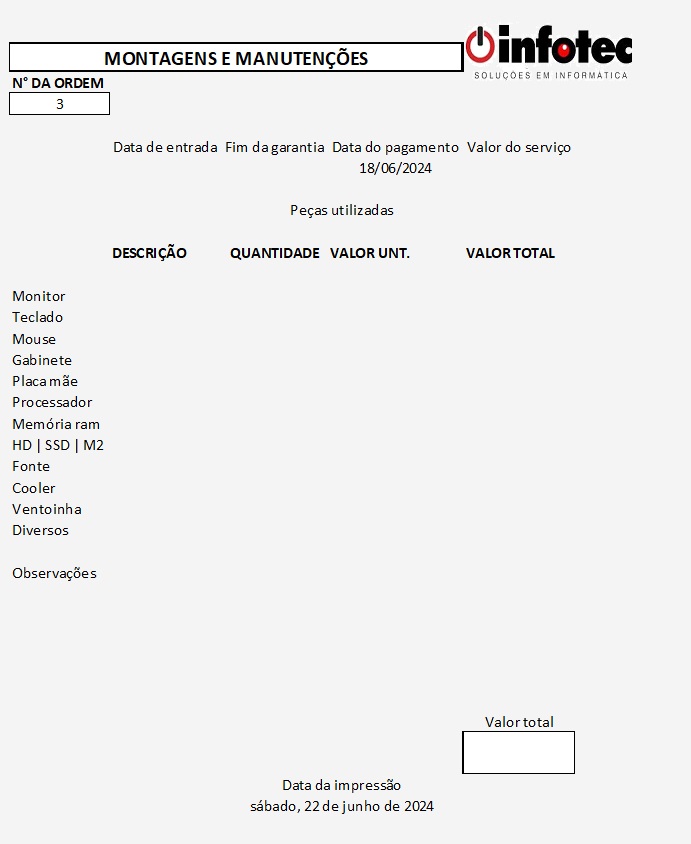 infotec
SOLUÇÕES EM INFORMÁTICA
MONTAGENS E MANUTENÇÕES
N° DA ORDEM
3
Data de entrada Fim da garantia Data do pagamento Valor do serviço
18/06/2024
Peças utilizadas
DESCRIÇÃO QUANTIDADE VALOR UNT. VALOR TOTAL
Monitor
Teclado
Mouse
Gabinete
Placa mãe
Processador
Memória ram
HD | SSD | M2
Fonte
Cooler
Ventoinha
Diversos
Observações
Valor total
Data da impressão
sábado, 22 de junho de 2024